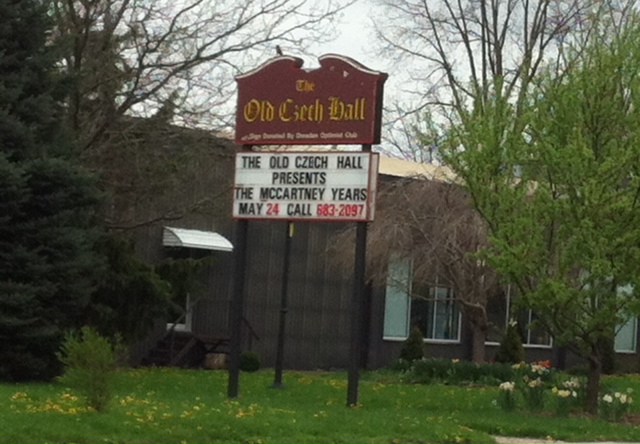 The
Old Czech Hall
Sign Donated By Dresden Optimist Club
THE OLD CZECH HALL
PRESENTS
THE MCCARTNEY YEARS
MAY 24 CALL 683-2097